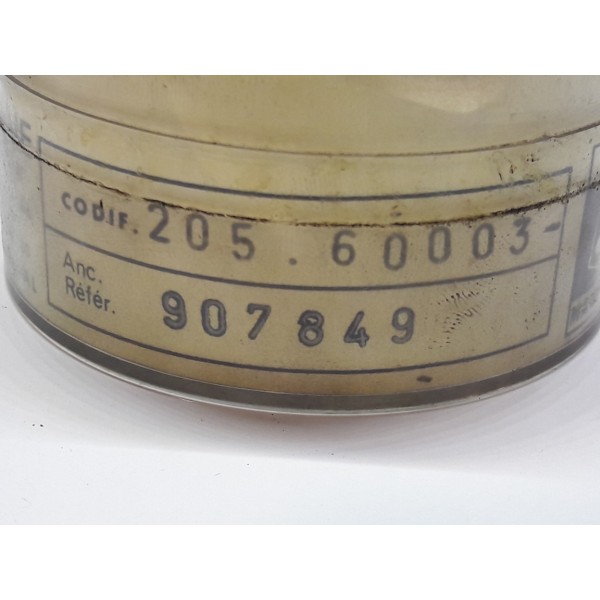 CODIF. 205.60003-
Anc.
Référ. 907849